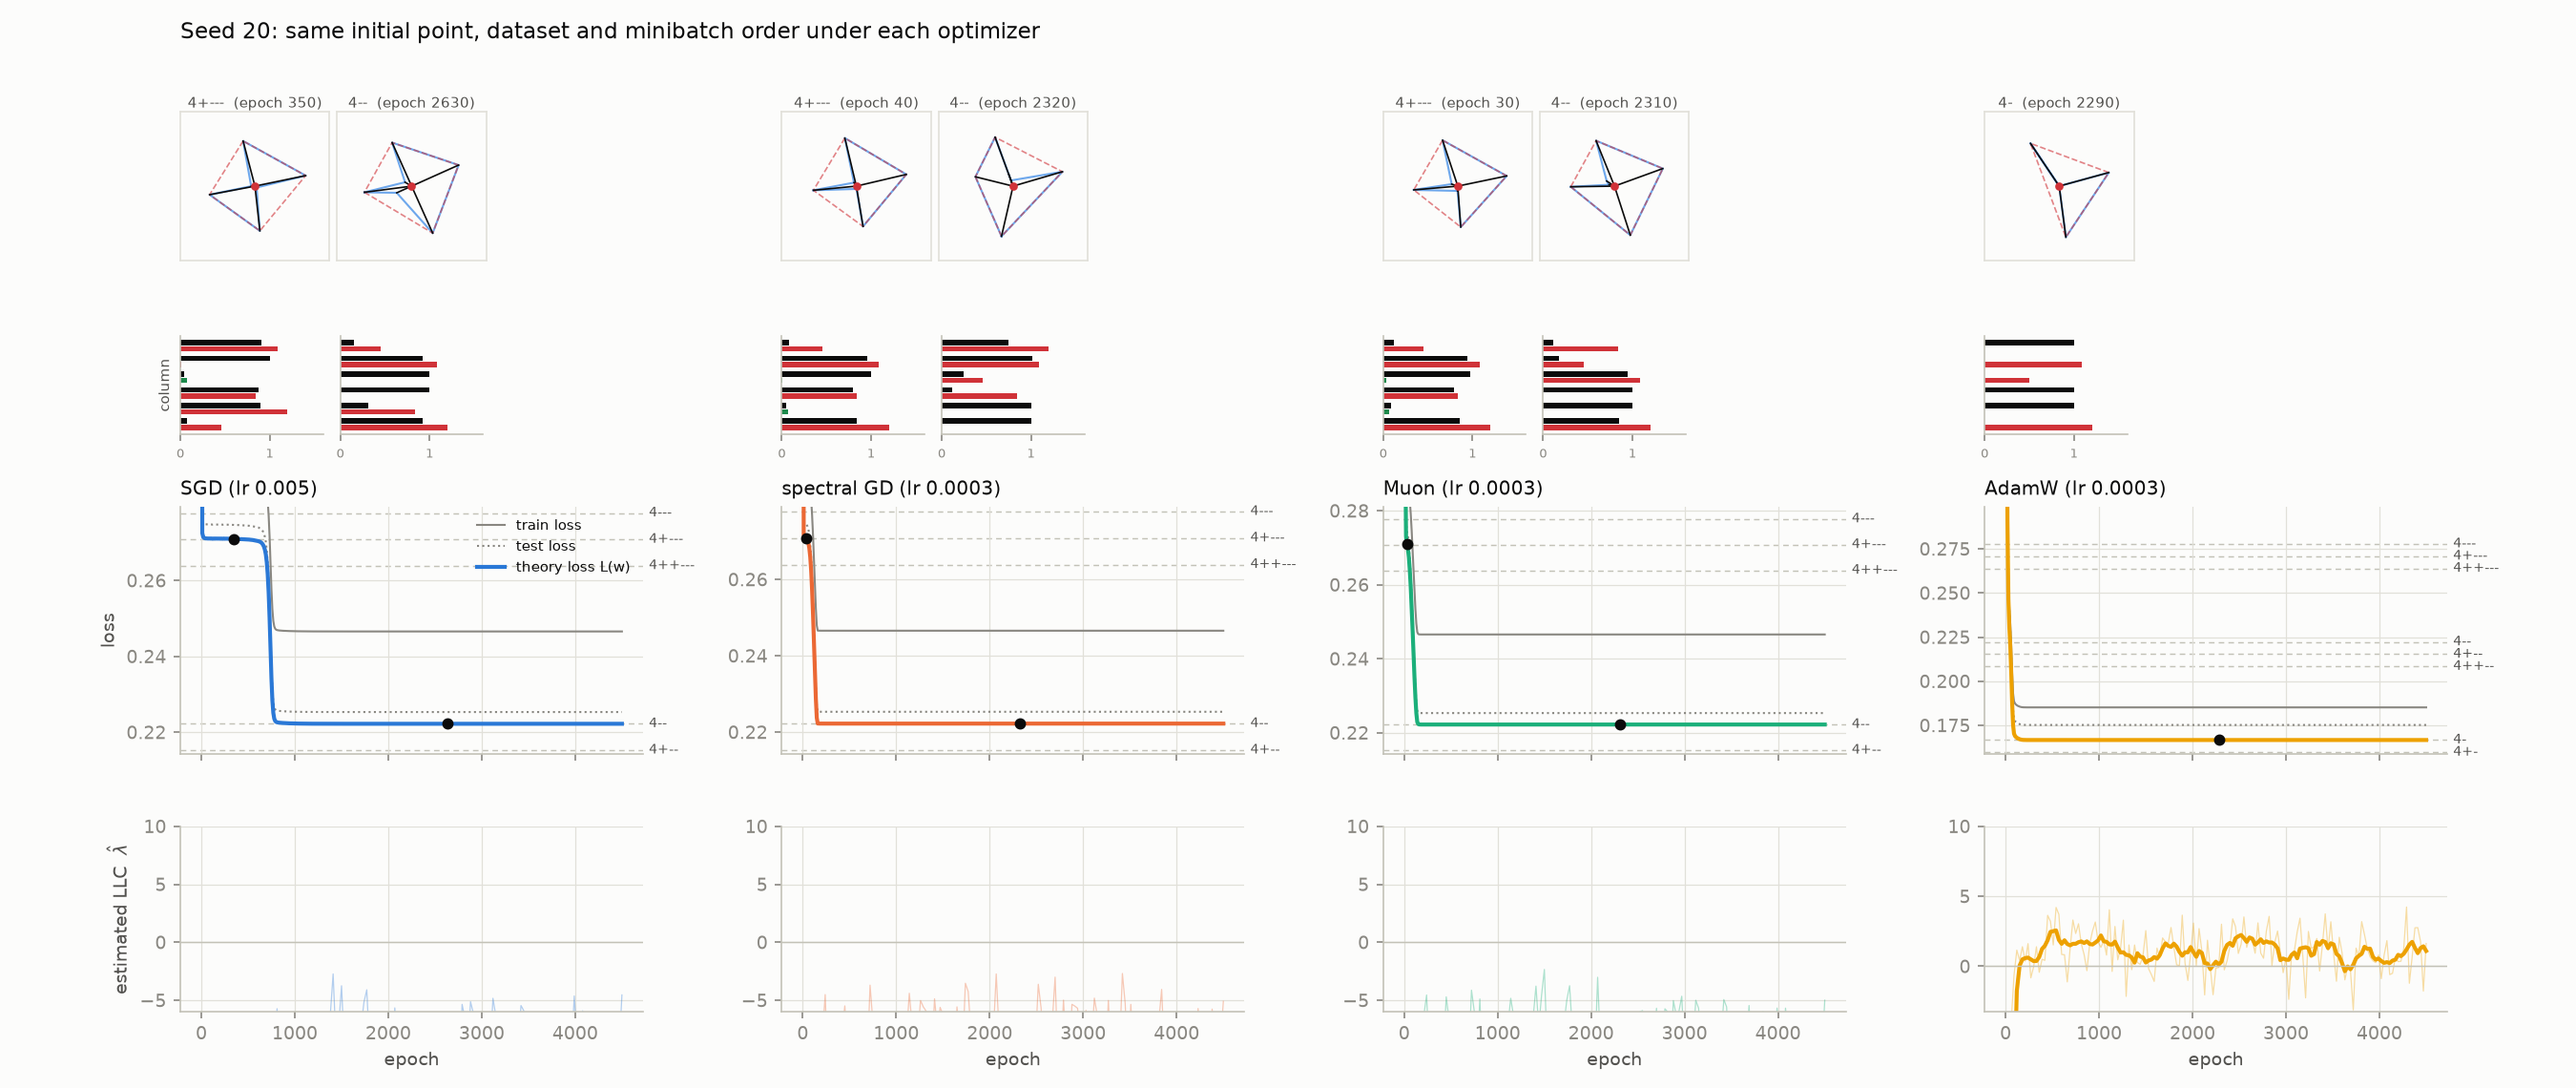 Seed 20: same initial point, dataset and minibatch order under each optimizer
4+--- (epoch 350)
4-- (epoch 2630)
4+--- (epoch 40)
4-- (epoch 2320)
4+--- (epoch 30)
4-- (epoch 2310)
4- (epoch 2290)
column
0 1
0 1
0 1
0 1
0 1
0 1
0 1
SGD (lr 0.005)
train loss
test loss
theory loss L(w)
loss
0.26
0.24
0.22
4---
4+---
4++---
4--
4+--
spectral GD (lr 0.0003)
0.26
0.24
0.22
4---
4+---
4++---
4--
4+--
Muon (lr 0.0003)
0.28
0.26
0.24
0.22
4---
4+---
4++---
4--
4+--
AdamW (lr 0.0003)
0.275
0.250
0.225
0.200
0.175
4---
4+---
4++---
4--
4+--
4++--
4-
4+-
estimated LLC λ̂
10
5
0
−5
0 1000 2000 3000 4000
epoch
10
5
0
−5
0 1000 2000 3000 4000
epoch
10
5
0
−5
0 1000 2000 3000 4000
epoch
10
5
0
0 1000 2000 3000 4000
epoch